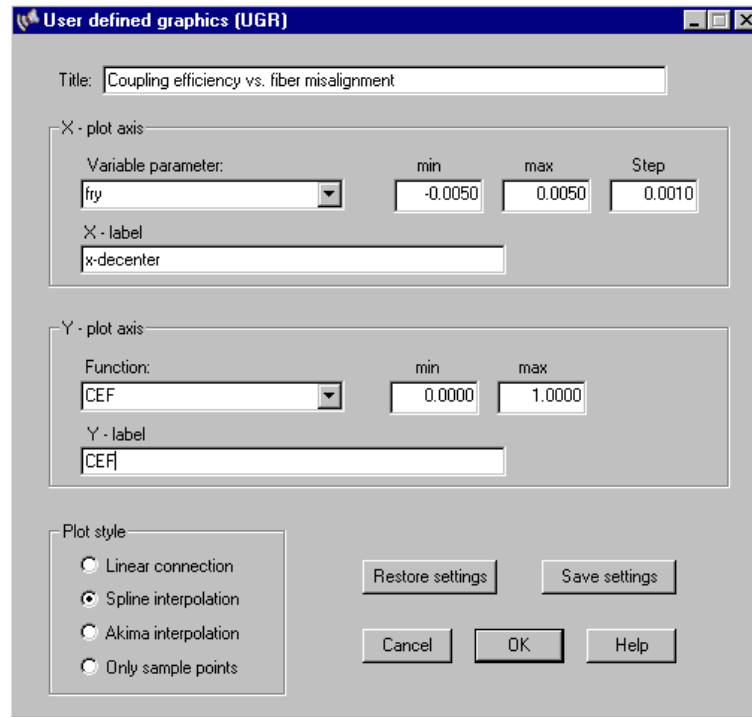 User defined graphics (UGR)
Title: Coupling efficiency vs. fiber misalignment
X - plot axis
Variable parameter: min max Step
fry -0.0050 0.0050 0.0010
X - label
x-decenter
Y - plot axis
Function: min max
CEF 0.0000 1.0000
Y - label
CEF
Plot style
Linear connection
Spline interpolation
Akima interpolation
Only sample points
Restore settings Save settings
Cancel OK Help